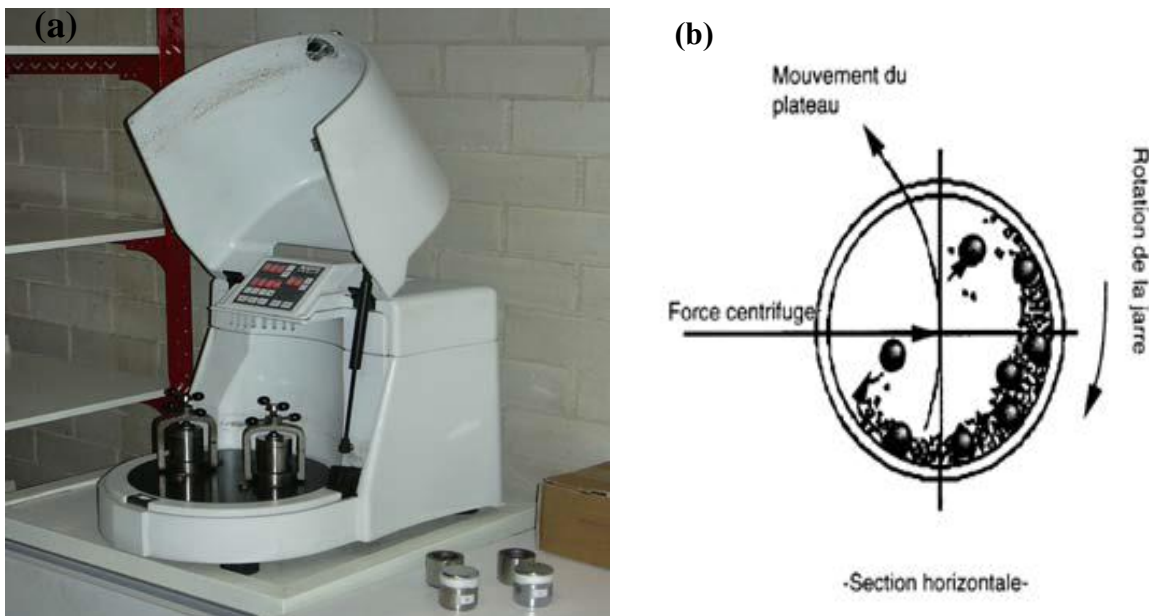 (a)
(b)
Mouvement du
plateau
Force centrifuge
Rotation de la jarre
-Section horizontale-